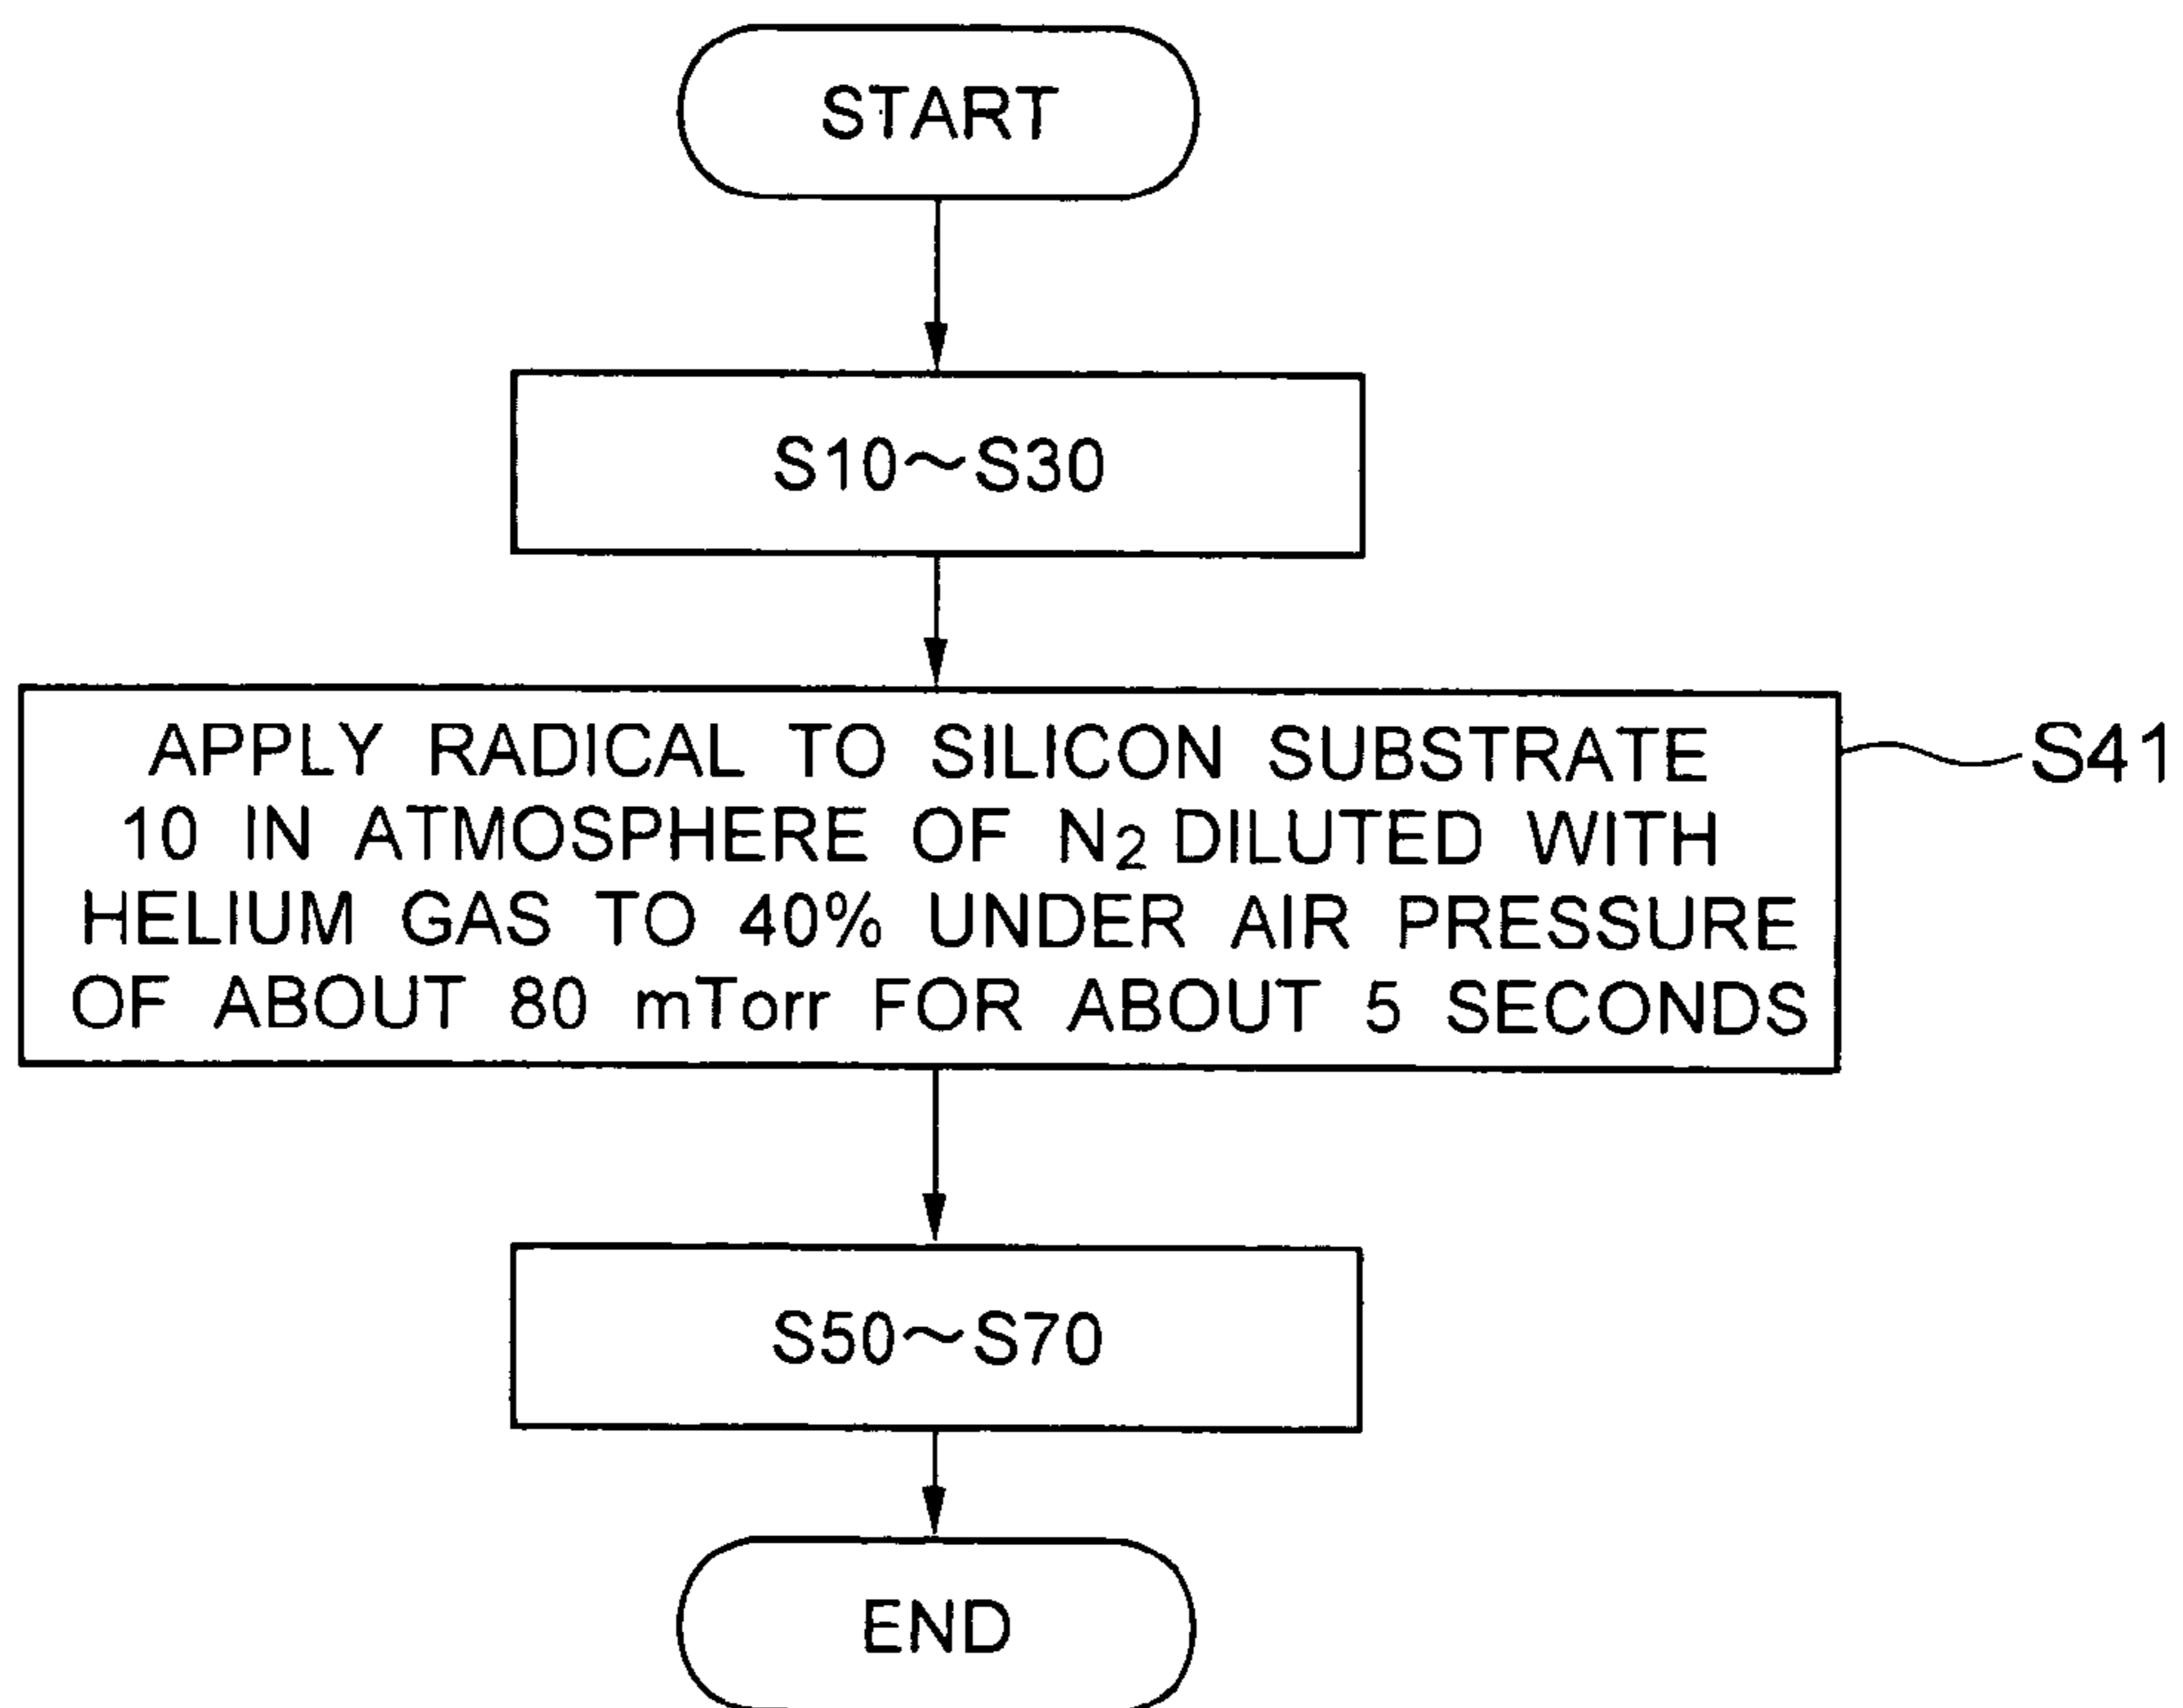 START
S10～S30
APPLY RADICAL TO SILICON SUBSTRATE
10 IN ATMOSPHERE OF N₂ DILUTED WITH
HELIUM GAS TO 40% UNDER AIR PRESSURE
OF ABOUT 80 mTorr FOR ABOUT 5 SECONDS
S41
S50～S70
END